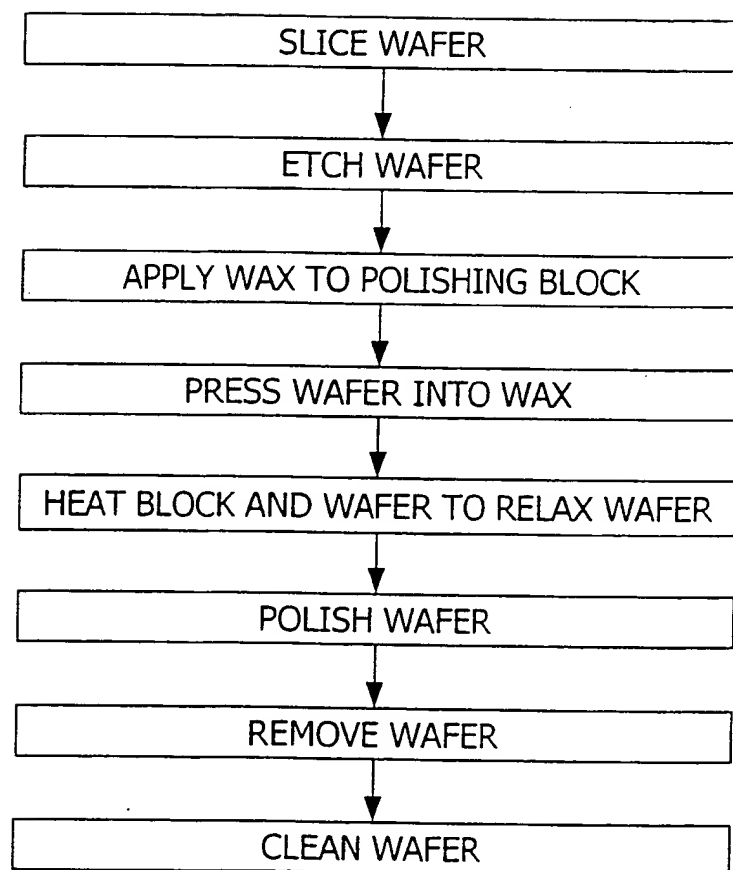 SLICE WAFER
ETCH WAFER
APPLY WAX TO POLISHING BLOCK
PRESS WAFER INTO WAX
HEAT BLOCK AND WAFER TO RELAX WAFER
POLISH WAFER
REMOVE WAFER
CLEAN WAFER